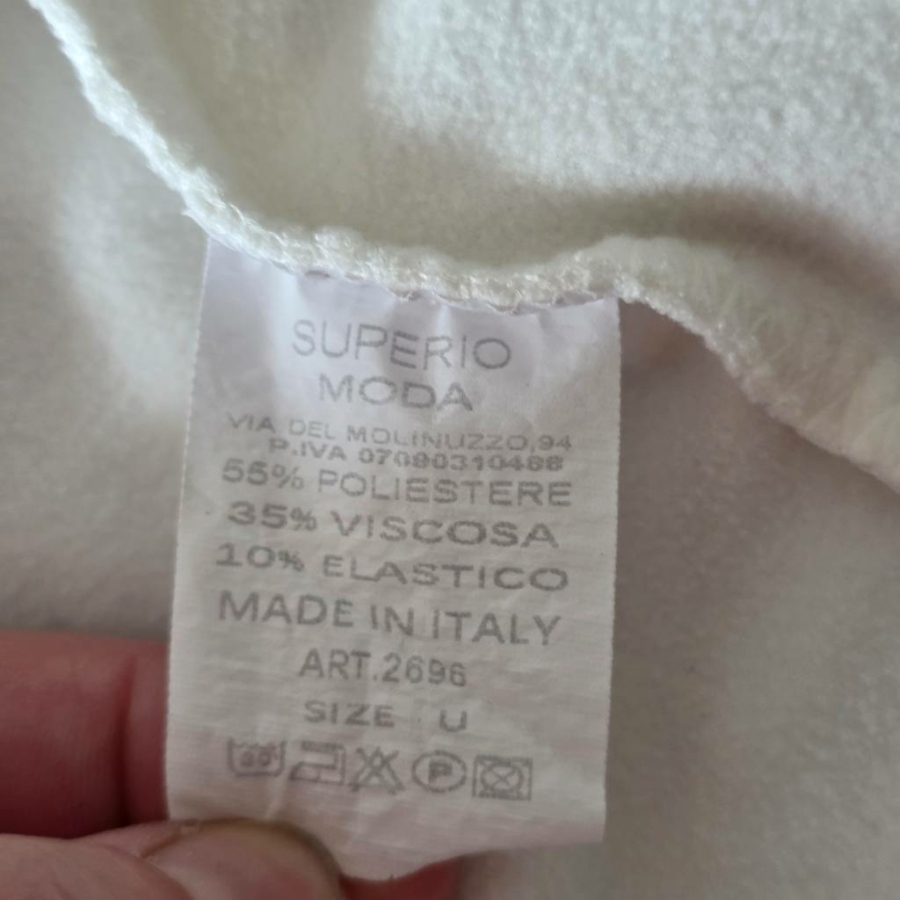 SUPERIO
MODA
VIA DEL MOLINUZZO,94
P.IVA 07080310488
55% POLIESTERE
35% VISCOSA
10% ELASTICO
MADE IN ITALY
ART.2696
SIZE U
P